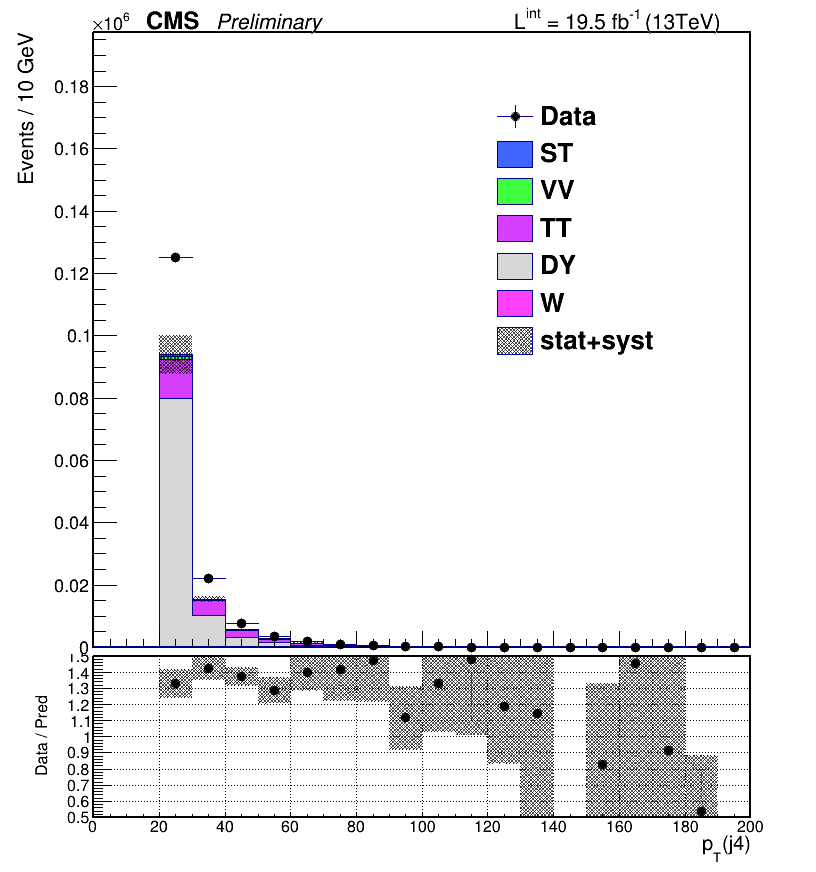 ×10⁶ CMS Preliminary L^int = 19.5 fb⁻¹ (13TeV)
Events / 10 GeV
0.18
0.16
0.14
0.12
0.1
0.08
0.06
0.04
0.02
0
Data
ST
VV
TT
DY
W
stat+syst
Data / Pred
1.5
1.4
1.3
1.2
1.1
1
0.9
0.8
0.7
0.6
0.5
0 20 40 60 80 100 120 140 160 180 200
p_T(j4)